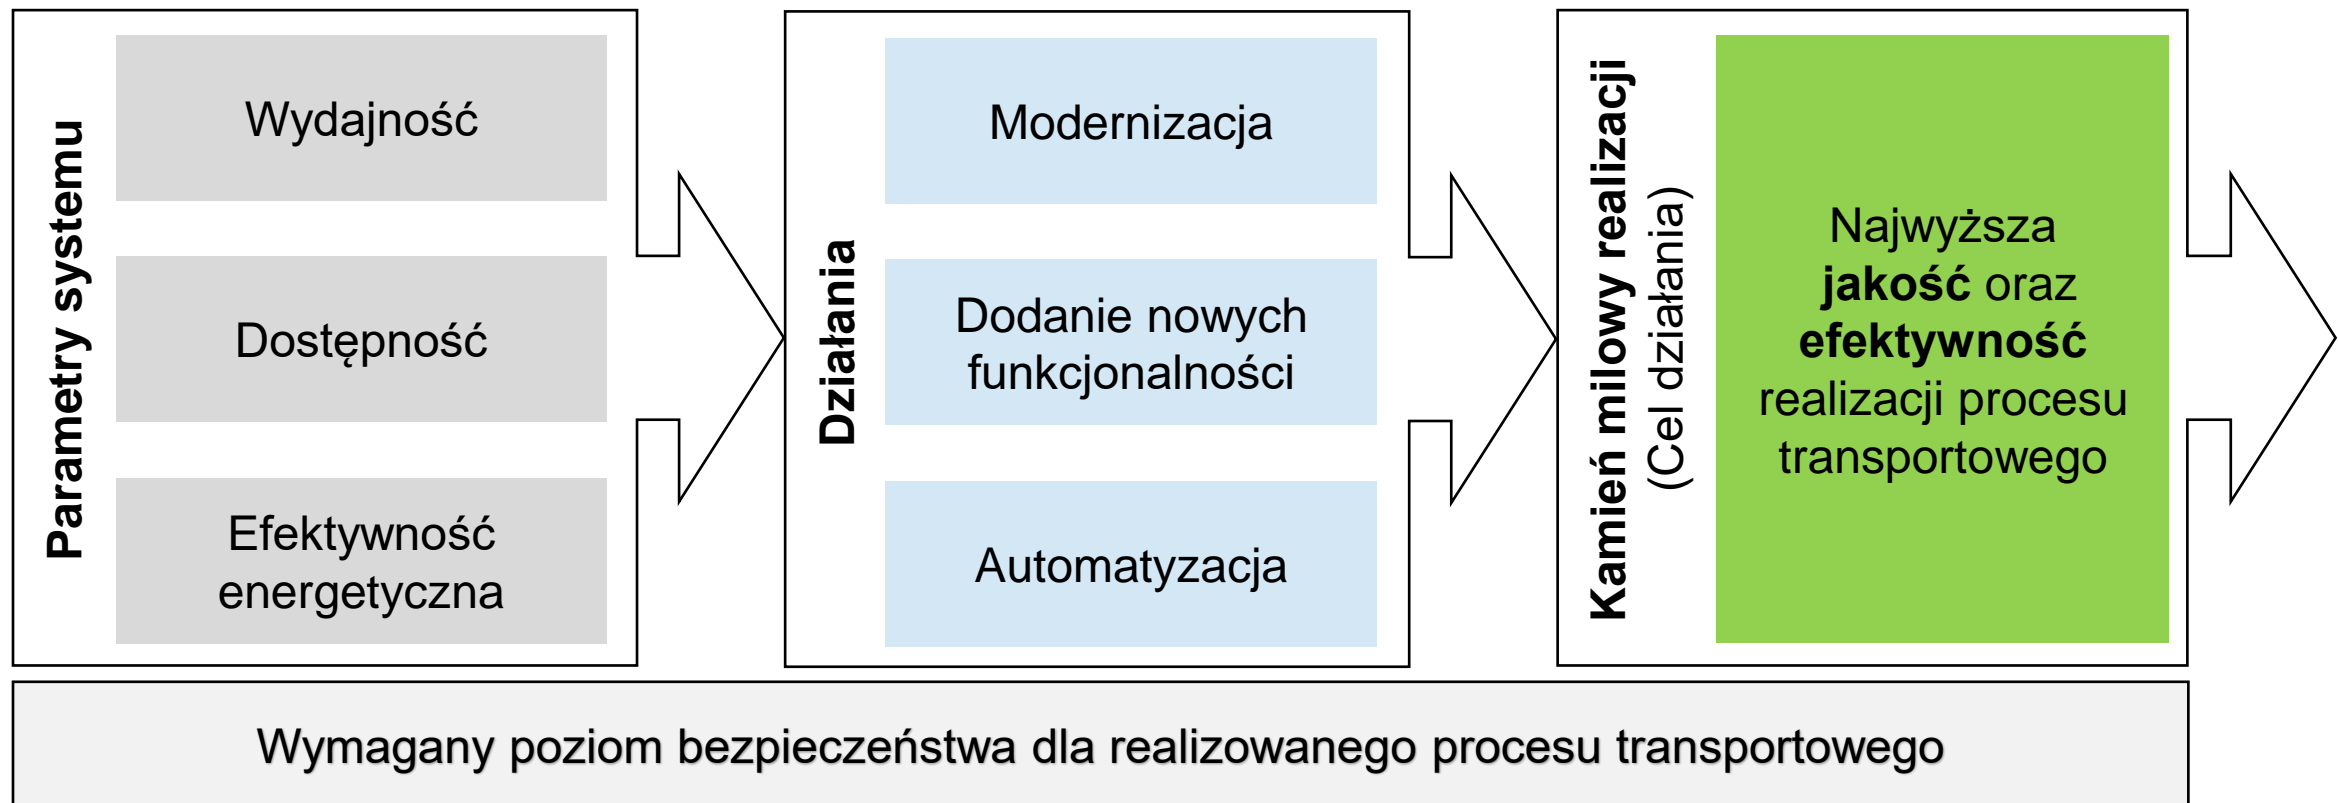 Parametry systemu
Wydajność
Dostępność
Efektywność
energetyczna
Działania
Modernizacja
Dodanie nowych
funkcjonalności
Automatyzacja
Kamień milowy realizacji
(Cel działania)
Najwyższa
jakość oraz
efektywność
realizacji procesu
transportowego
Wymagany poziom bezpieczeństwa dla realizowanego procesu transportowego